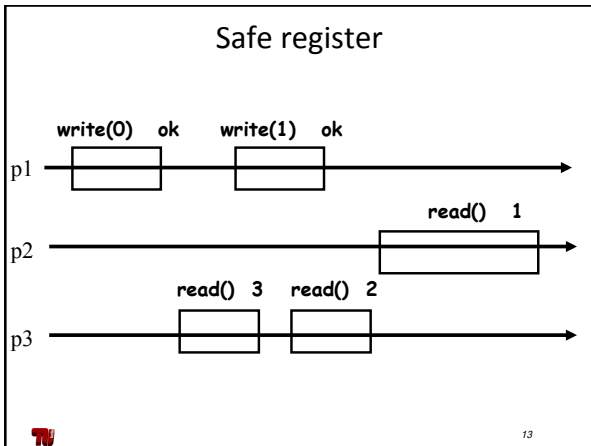 Safe register
write(0) ok write(1) ok
p1
read() 1
p2
read() 3 read() 2
p3
13